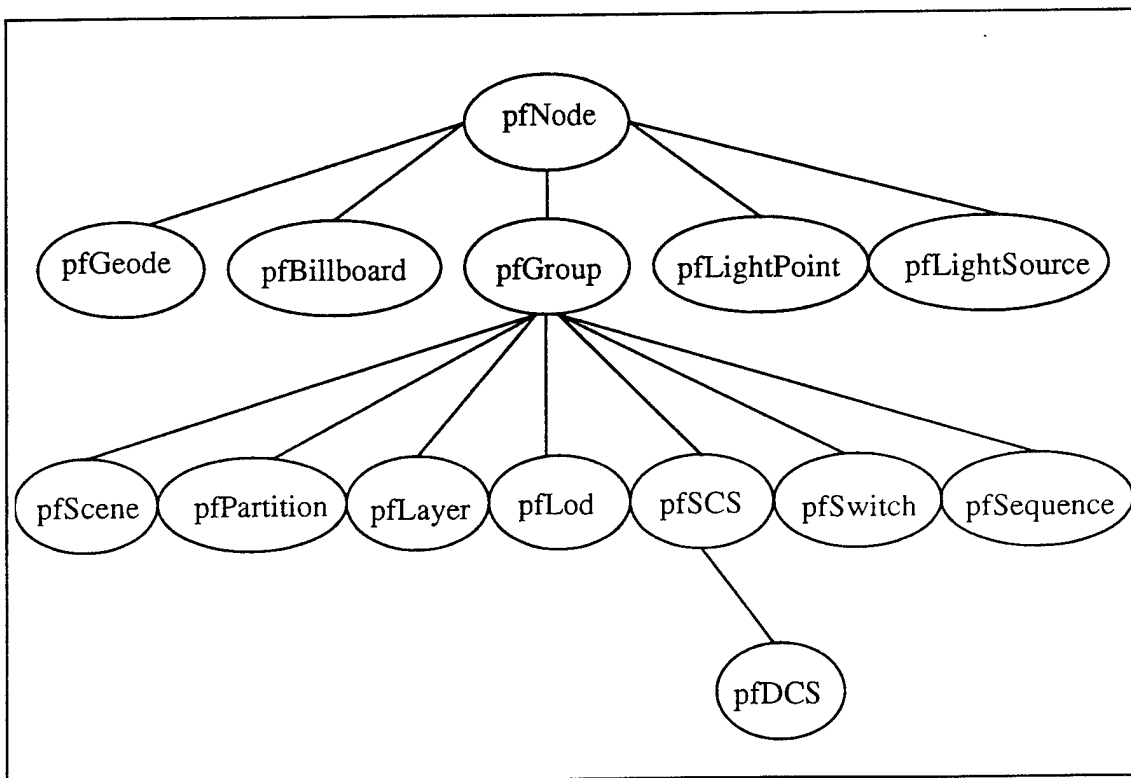 pfNode
pfGeode pfBillboard pfGroup pfLightPoint pfLightSource
pfScene pfPartition pfLayer pfLod pfSCS pfSwitch pfSequence
pfDCS